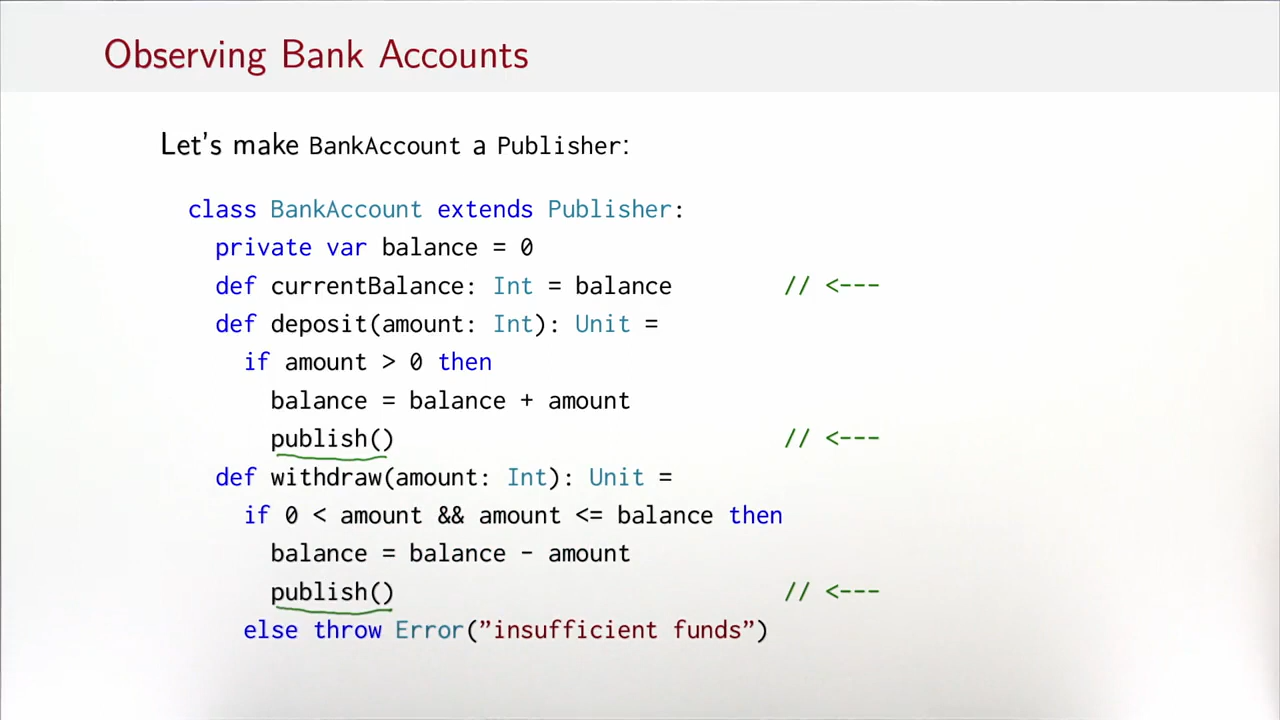 Observing Bank Accounts
Let's make BankAccount a Publisher:
class BankAccount extends Publisher:
private var balance = 0
def currentBalance: Int = balance // <---
def deposit(amount: Int): Unit =
if amount > 0 then
balance = balance + amount
publish() // <---
def withdraw(amount: Int): Unit =
if 0 < amount && amount <= balance then
balance = balance - amount
publish() // <---
else throw Error(”insufficient funds”)